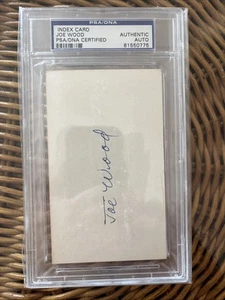 PSA/DNA
INDEX CARD
JOE WOOD
PSA/DNA CERTIFIED
AUTHENTIC
AUTO
81550775
Joe Wood